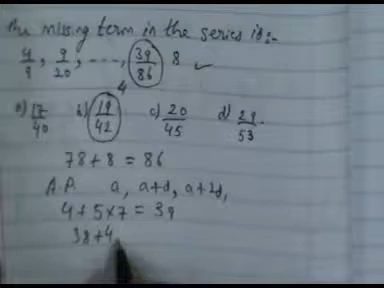 The missing term in the series is:-
4/9, 9/20, ----, 39/86 8 ✓
4
a) 17/40 b) 19/42 c) 20/45 d) 29/53.
78+8 = 86
A.P. a, a+d, a+2d,
4+5×7 = 39
38+4